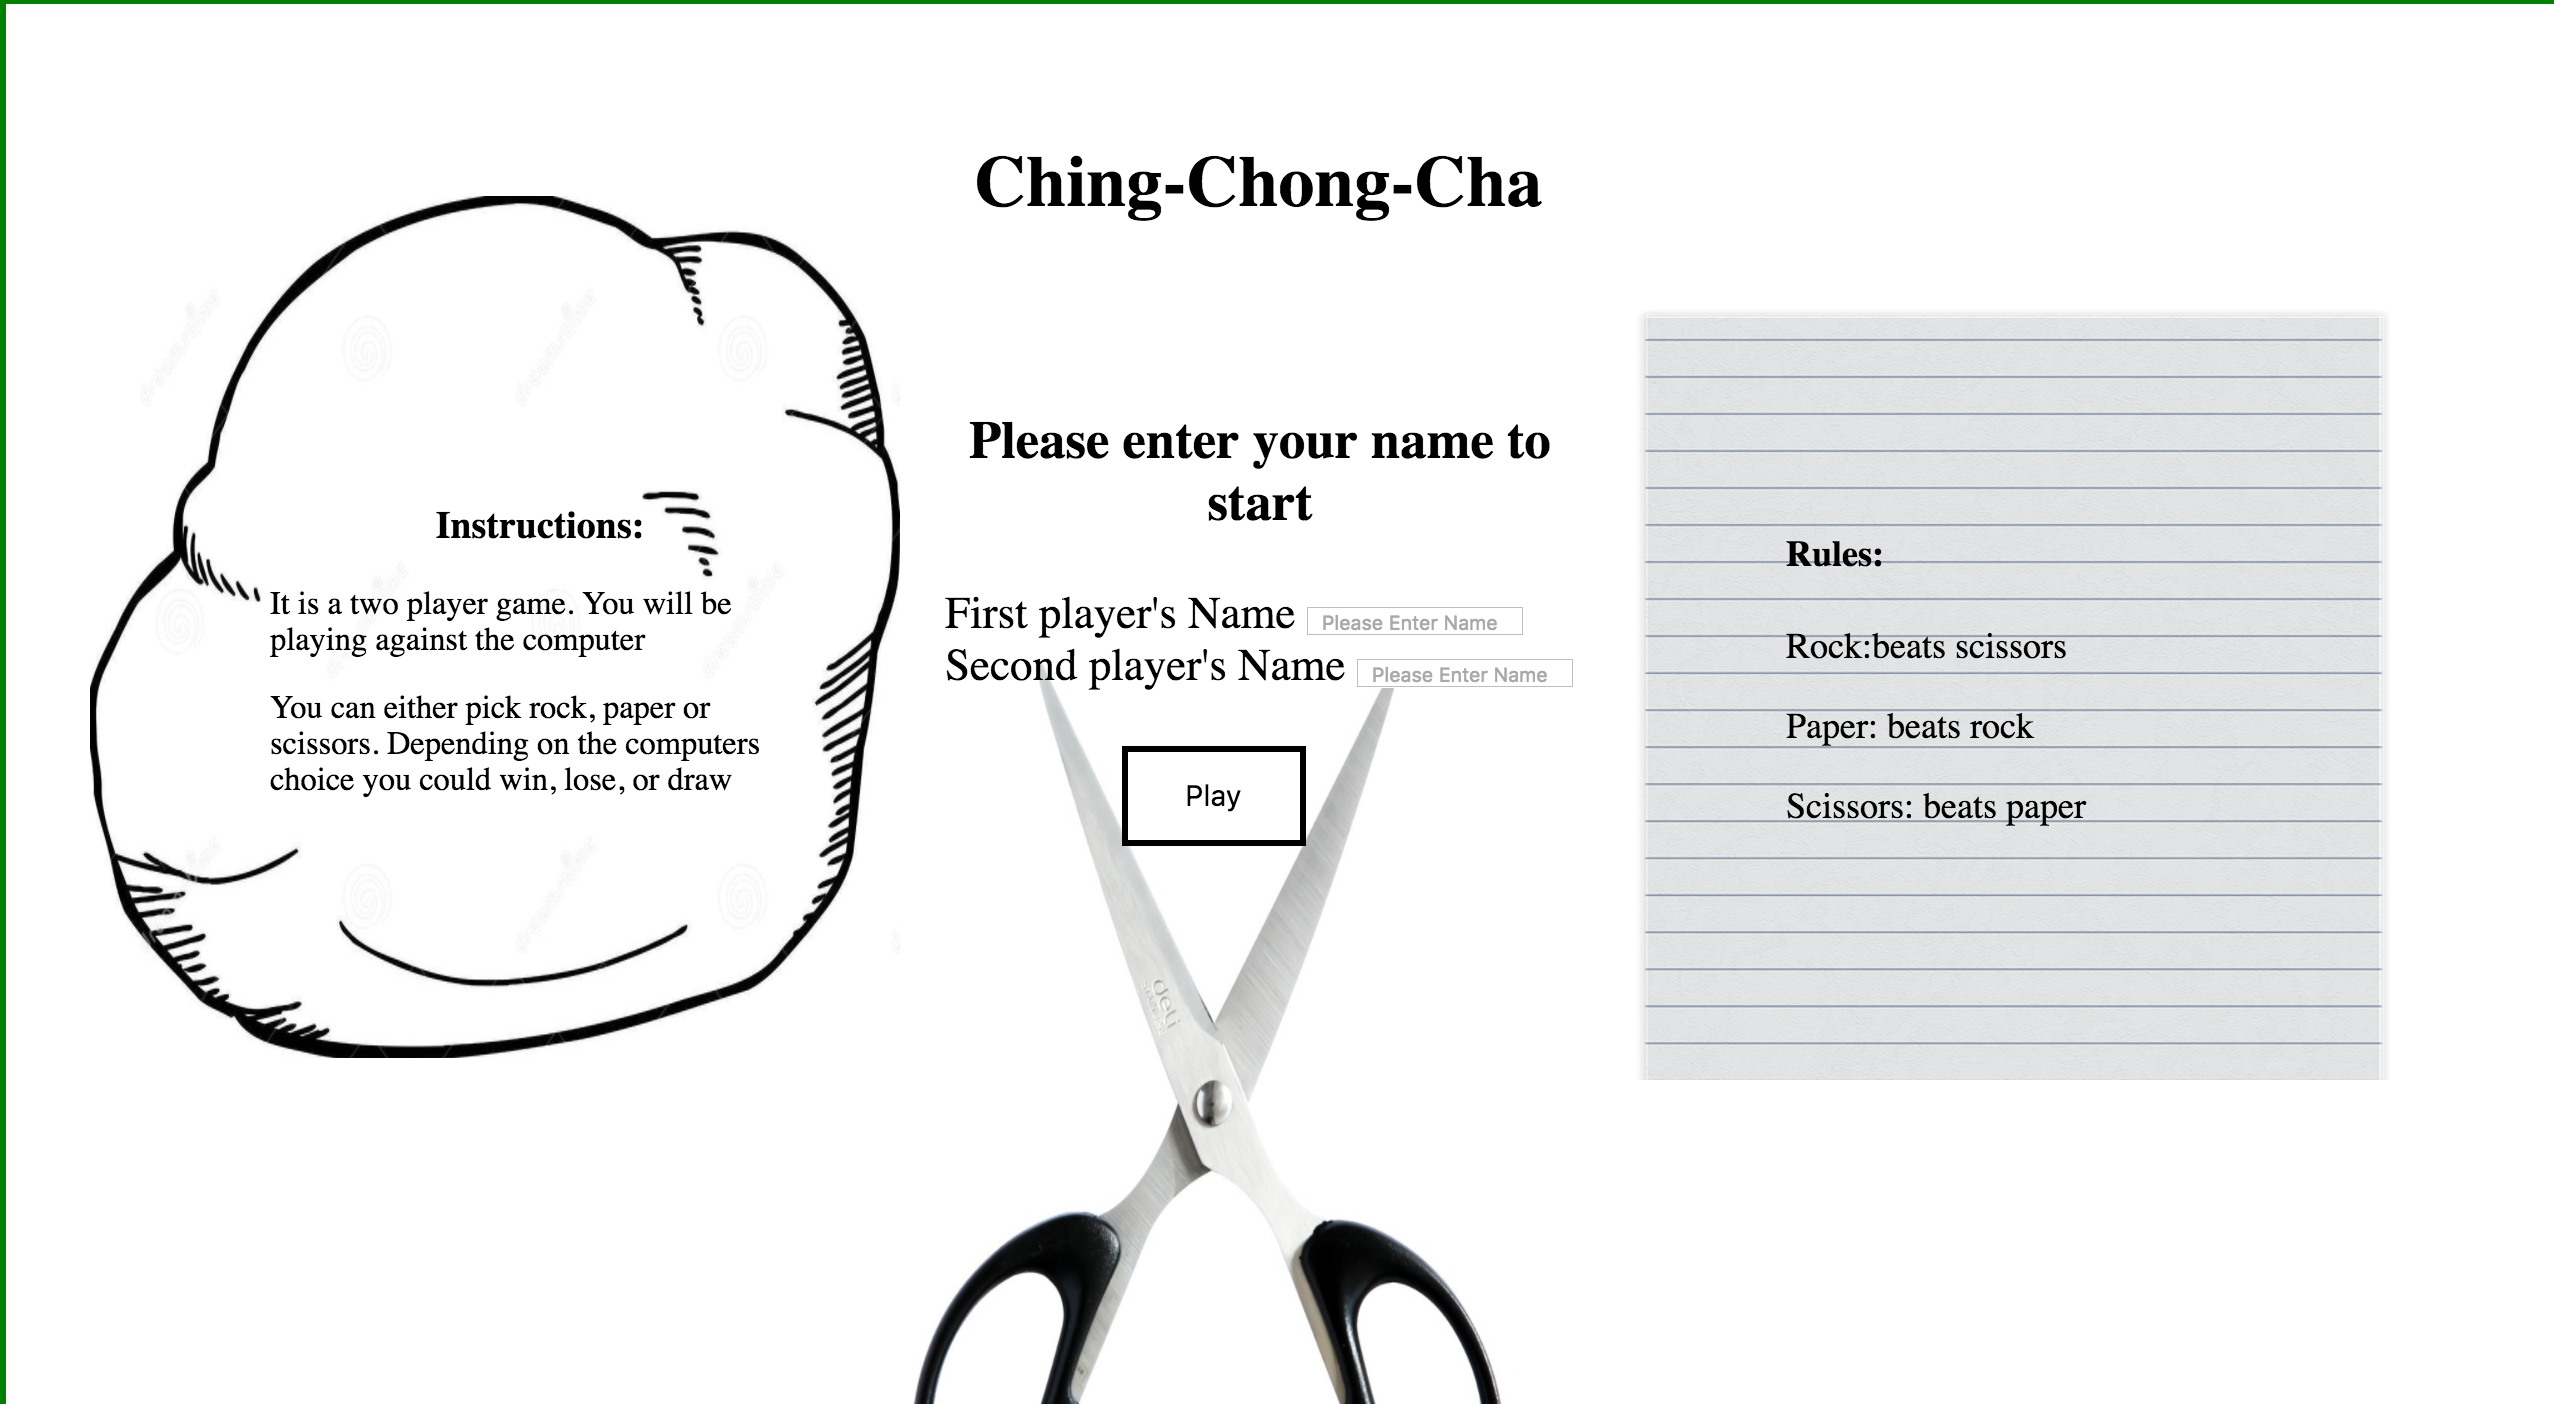 Ching-Chong-Cha
Instructions:
It is a two player game. You will be
playing against the computer
You can either pick rock, paper or
scissors. Depending on the computers
choice you could win, lose, or draw
Please enter your name to
start
First player's Name Please Enter Name
Second player's Name Please Enter Name
Play
deli
Rules:
Rock:beats scissors
Paper: beats rock
Scissors: beats paper